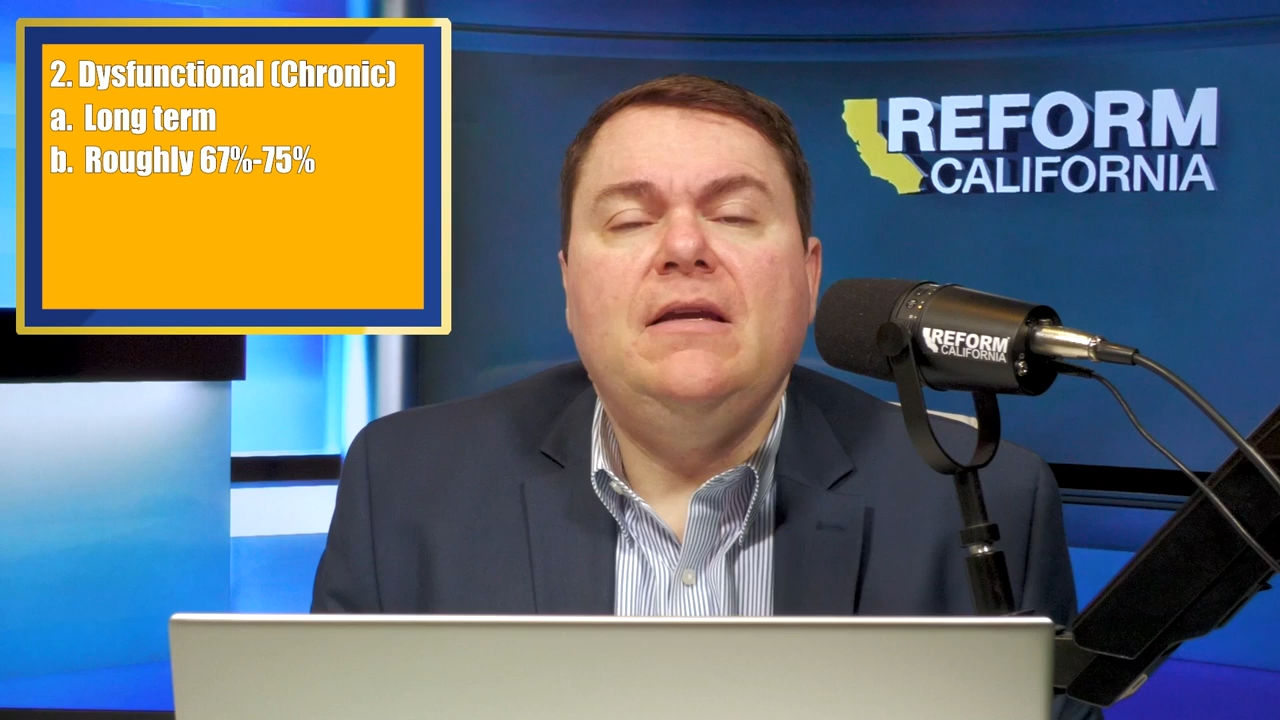 2. Dysfunctional (Chronic)
a. Long term
b. Roughly 67%-75%
REFORM
CALIFORNIA
REFORM
CALIFORNIA